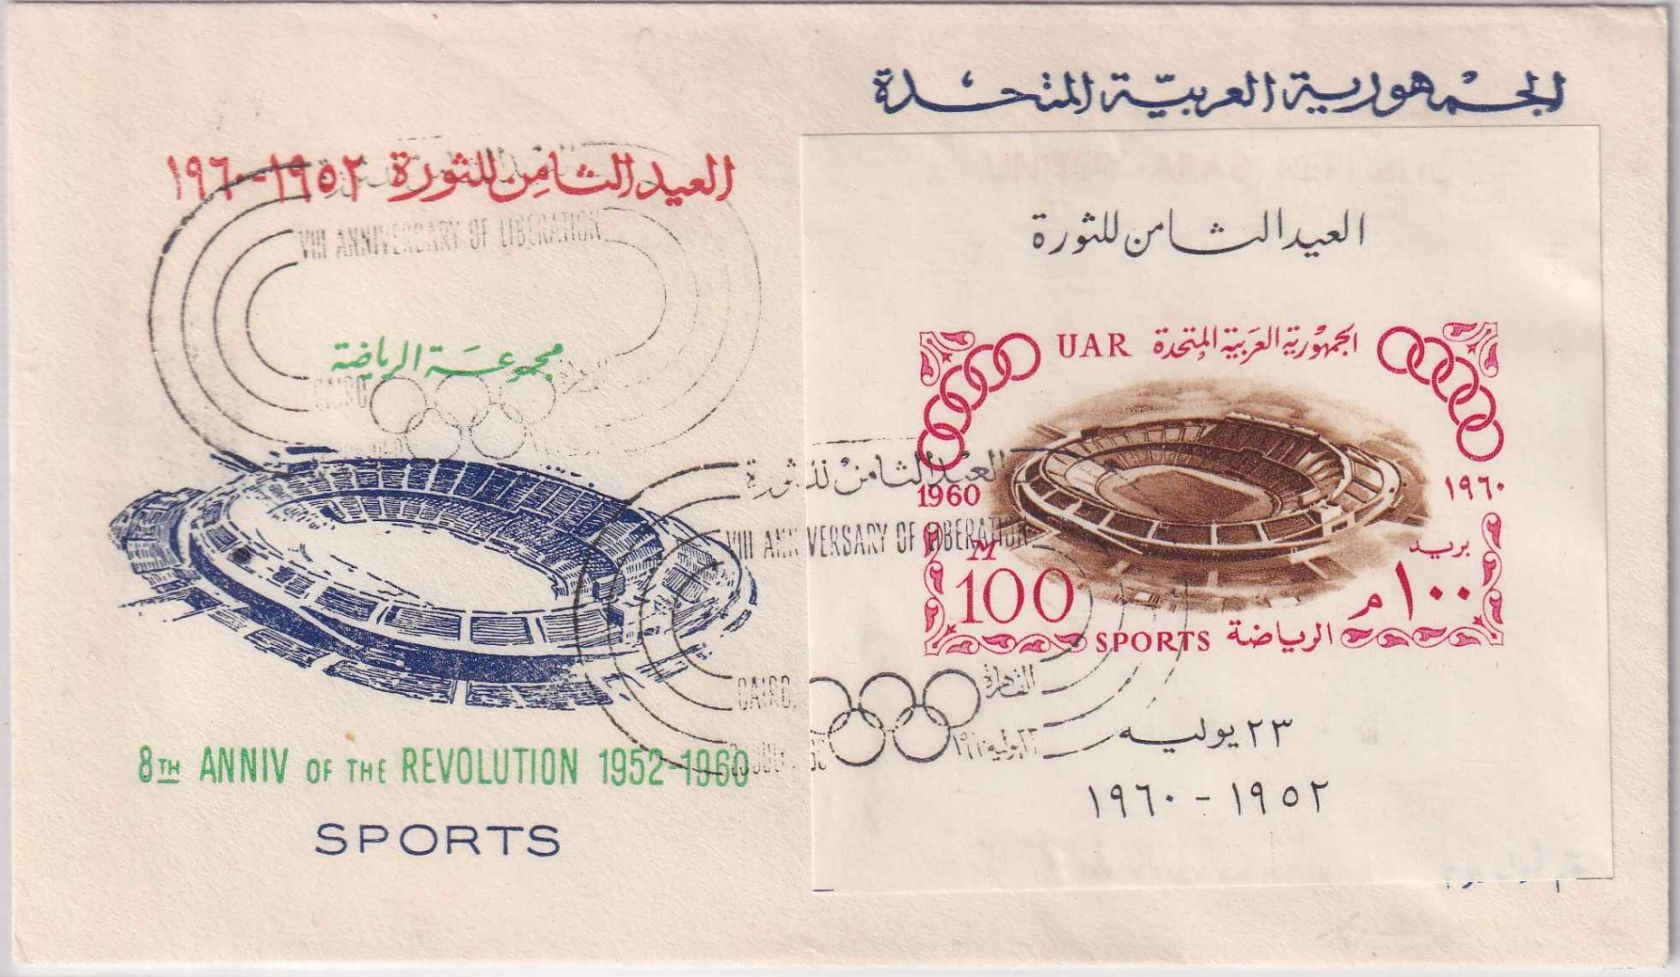 الجمهورية العربية المتحدة
العيد الثامن للثورة ١٩٥٢-١٩٦٠
VIII ANNIVERSARY OF LIBERATION
مجموعة الرياضة
CAIRO
8TH ANNIV OF THE REVOLUTION 1952-1960
SPORTS
العيد الثامن للثورة
UAR الجمهورية العربية المتحدة
1960 ١٩٦٠
بريد
M 100 ١٠٠ م
SPORTS الرياضة
٢٣ يوليه
١٩٥٢ - ١٩٦٠
العيد الثامن للثورة
VIII ANNIVERSARY OF LIBERATION
CAIRO القاهرة